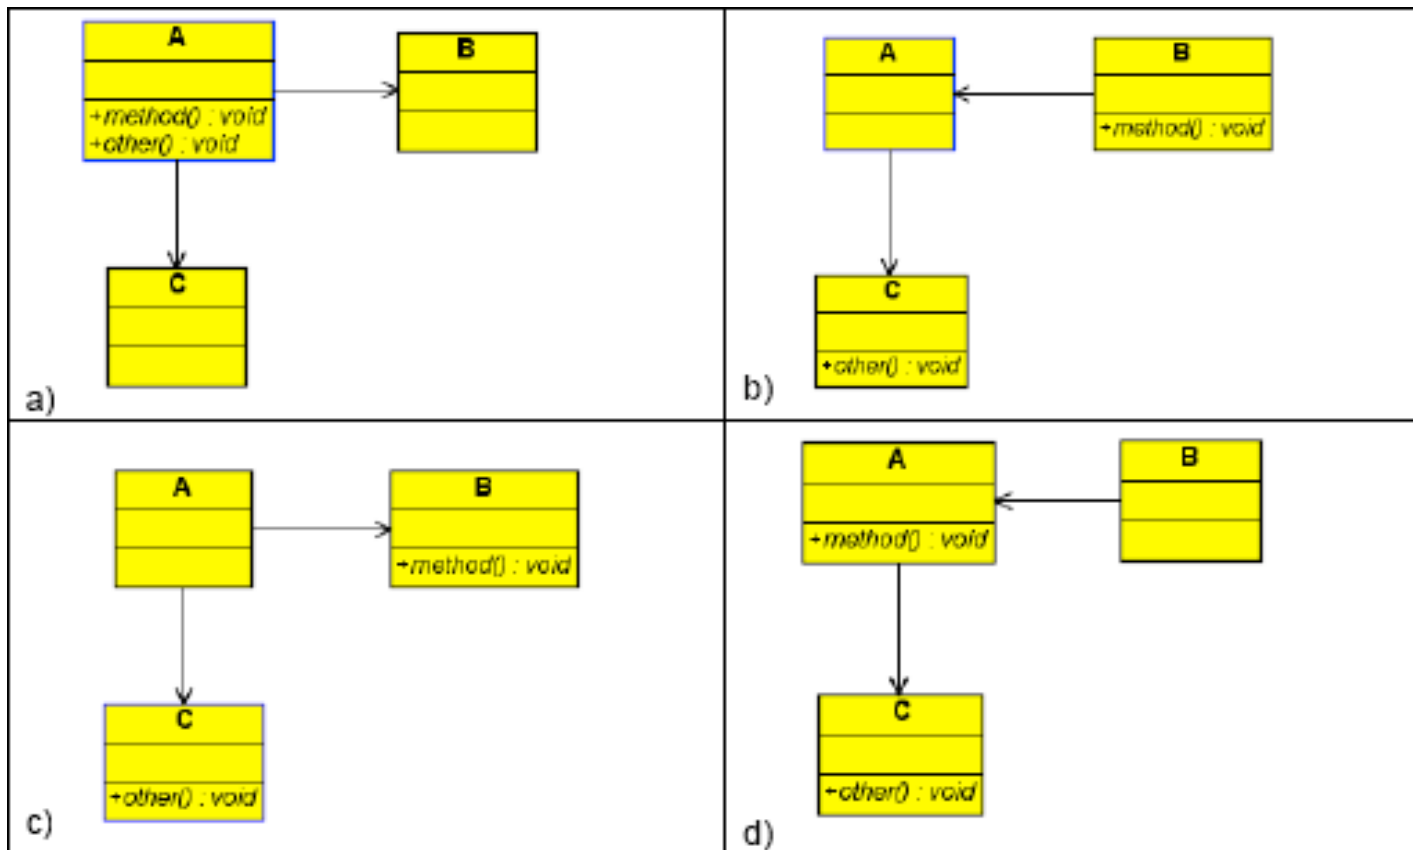 A
+method() : void
+other() : void
B
C
a)
A
B
+method() : void
C
+other() : void
b)
A
B
+method() : void
C
+other() : void
c)
A
+method() : void
B
C
+other() : void
d)